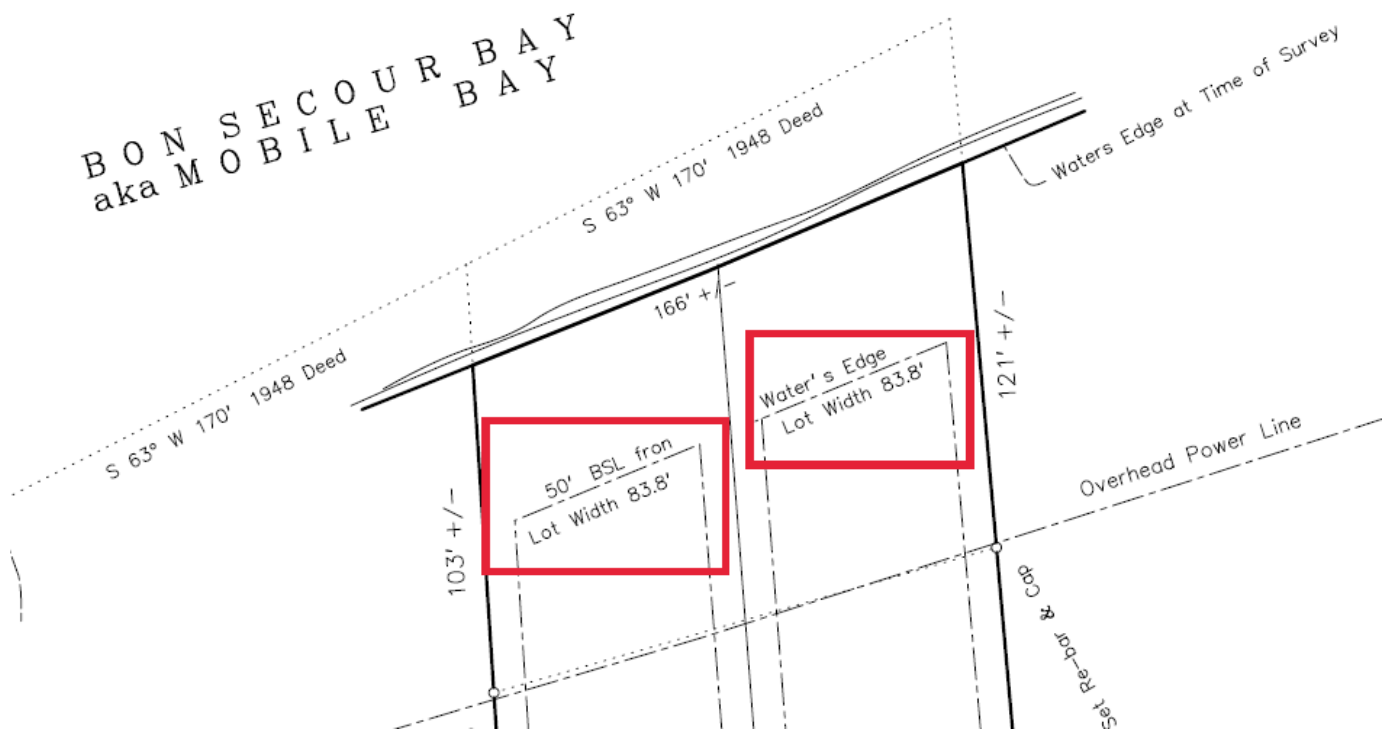 BON SECOUR BAY
aka MOBILE BAY
S 63° W 170' 1948 Deed
Waters Edge at Time of Survey
S 63° W 170' 1948 Deed
166' +/-
121' +/-
Water's Edge
Lot Width 83.8'
50' BSL fron
Lot Width 83.8'
103' +/-
Overhead Power Line
Set Re-bar & Cap